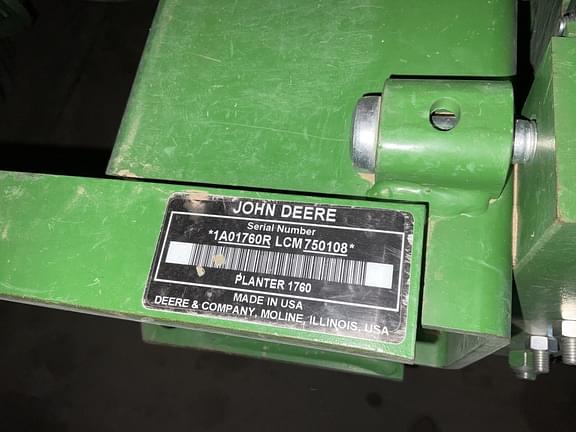 JOHN DEERE
Serial Number
*1A01760R LCM750108*
PLANTER 1760
MADE IN USA
DEERE & COMPANY, MOLINE, ILLINOIS, USA